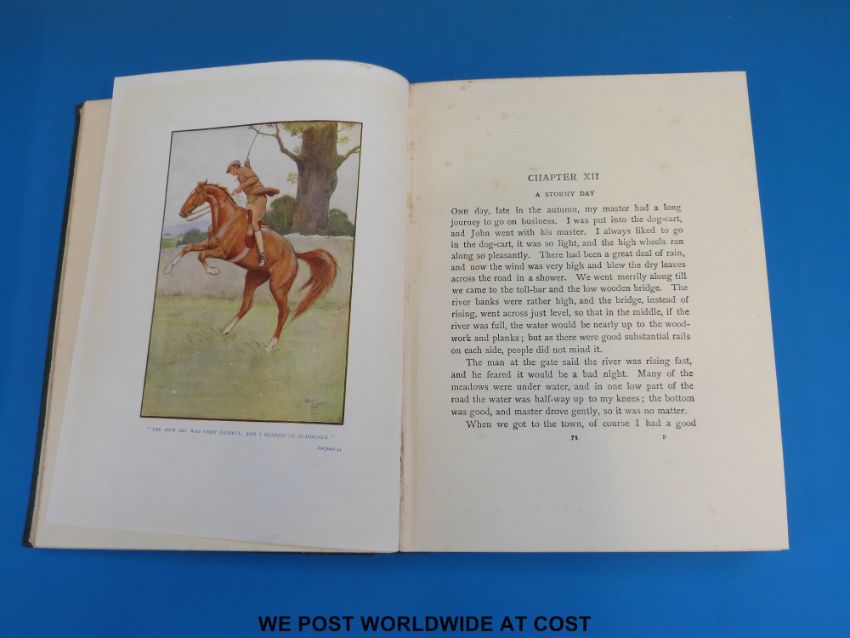 "THE NEW BIT WAS VERY PAINFUL, AND I REARED UP SUDDENLY."
CHAPTER XII
A STORMY DAY
ONE day, late in the autumn, my master had a long
journey to go on business. I was put into the dog-cart,
and John went with his master. I always liked to go
in the dog-cart, it was so light, and the high wheels ran
along so pleasantly. There had been a great deal of rain,
and now the wind was very high and blew the dry leaves
across the road in a shower. We went merrily along till
we came to the toll-bar and the low wooden bridge. The
river banks were rather high, and the bridge, instead of
rising, went across just level, so that in the middle, if the
river was full, the water would be nearly up to the wood-
work and planks; but as there were good substantial rails
on each side, people did not mind it.
The man at the gate said the river was rising fast,
and he feared it would be a bad night. Many of the
meadows were under water, and in one low part of the
road the water was half-way up to my knees; the bottom
was good, and master drove gently, so it was no matter.
When we got to the town, of course I had a good
71 F
WE POST WORLDWIDE AT COST